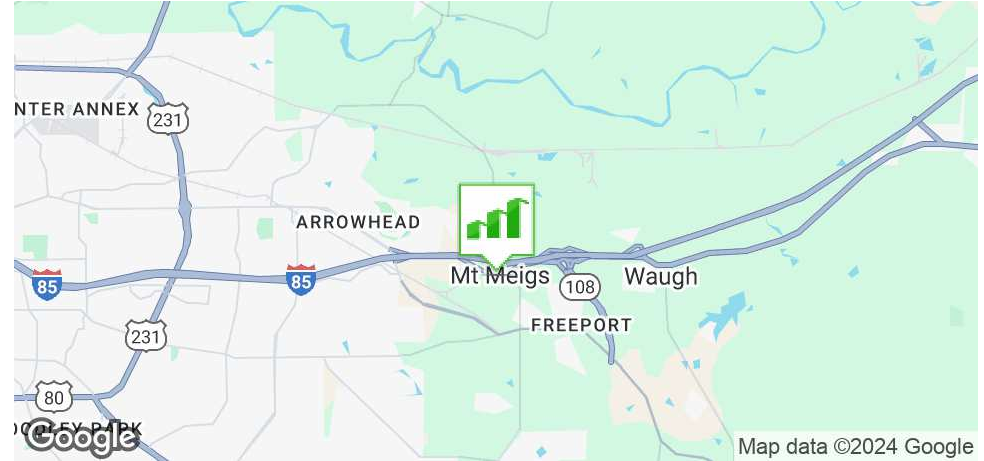 NTER ANNEX
231
ARROWHEAD
85
85
Mt Meigs
108
Waugh
FREEPORT
231
80
Google
Map data ©2024 Google